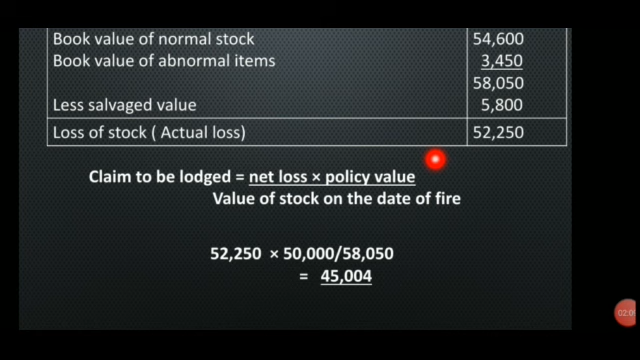 Book value of normal stock 54,600
Book value of abnormal items 3,450
58,050
Less salvaged value 5,800
Loss of stock ( Actual loss) 52,250
Claim to be lodged = net loss × policy value
Value of stock on the date of fire
52,250 × 50,000/58,050
= 45,004